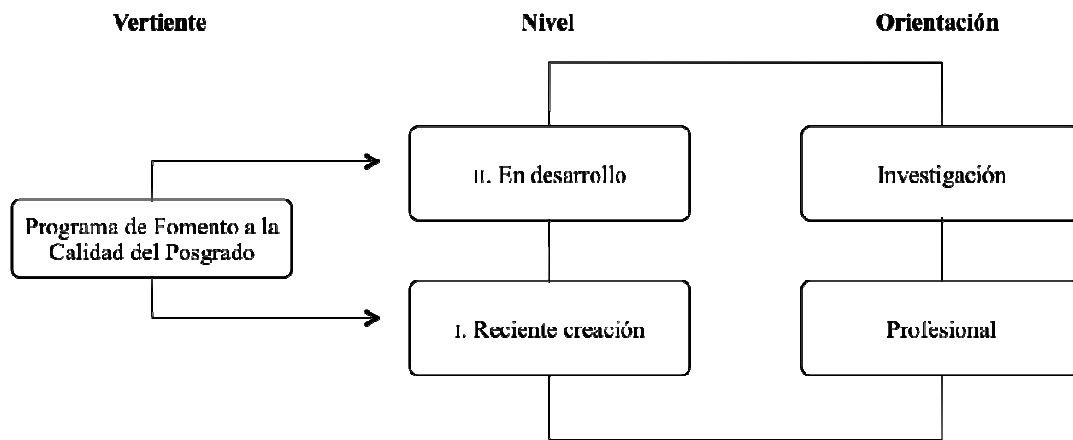 Vertiente
Nivel
Orientación
II. En desarrollo
Investigación
Programa de Fomento a la
Calidad del Posgrado
I. Reciente creación
Profesional